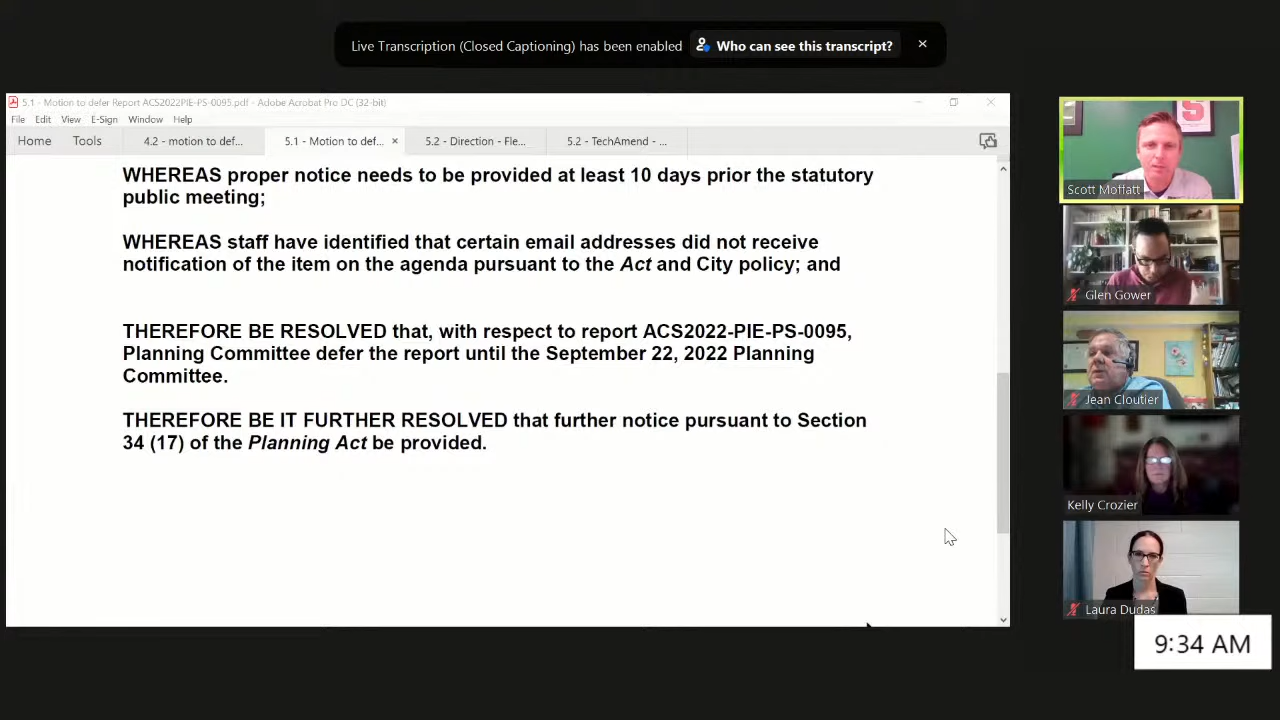 Live Transcription (Closed Captioning) has been enabled Who can see this transcript?
5.1 - Motion to defer Report ACS2022PIE-PS-0095.pdf - Adobe Acrobat Pro DC (32-bit)
File Edit View E-Sign Window Help
Home Tools 4.2 - motion to def... 5.1 - Motion to def... 5.2 - Direction - Fle... 5.2 - TechAmend - ...
WHEREAS proper notice needs to be provided at least 10 days prior the statutory
public meeting;
WHEREAS staff have identified that certain email addresses did not receive
notification of the item on the agenda pursuant to the Act and City policy; and
THEREFORE BE RESOLVED that, with respect to report ACS2022-PIE-PS-0095,
Planning Committee defer the report until the September 22, 2022 Planning
Committee.
THEREFORE BE IT FURTHER RESOLVED that further notice pursuant to Section
34 (17) of the Planning Act be provided.
Scott Moffatt
Glen Gower
Jean Cloutier
Kelly Crozier
Laura Dudas
9:34 AM